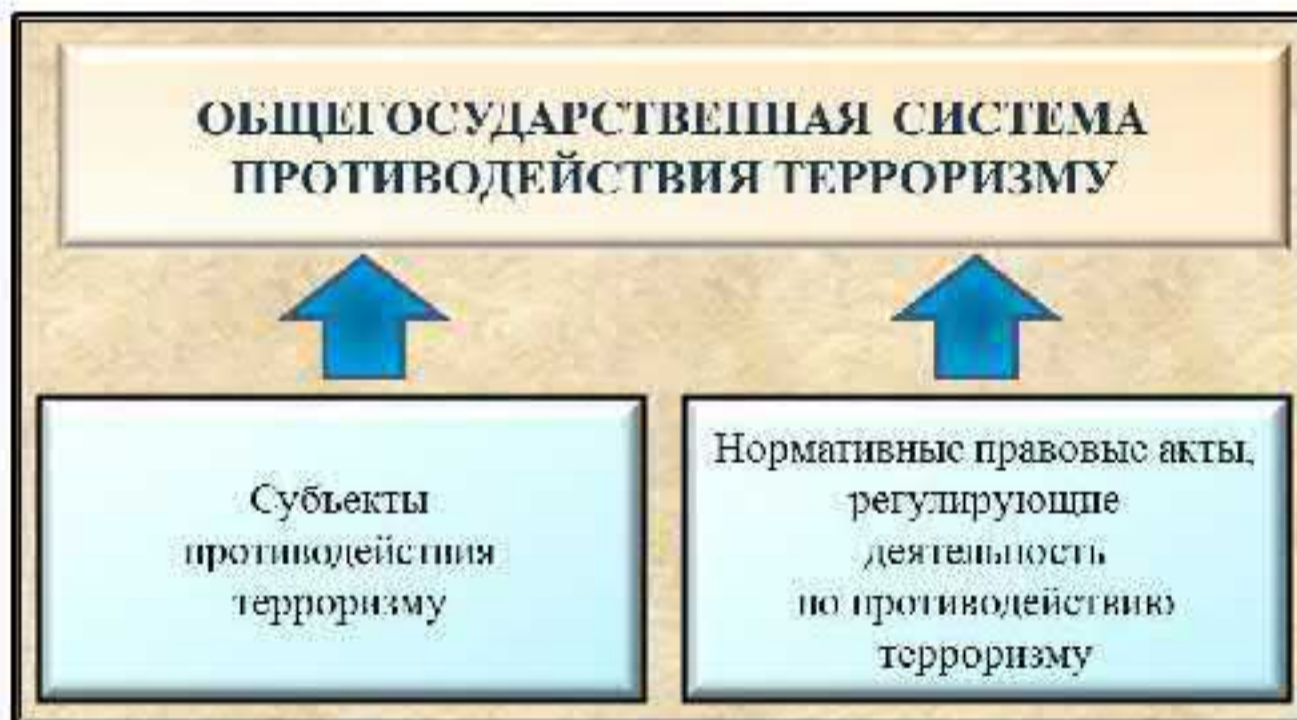 ОБЩЕГОСУДАРСТВЕННАЯ СИСТЕМА
ПРОТИВОДЕЙСТВИЯ ТЕРРОРИЗМУ
Субъекты
противодействия
терроризму
Нормативные правовые акты,
регулирующие
деятельность
по противодействию
терроризму